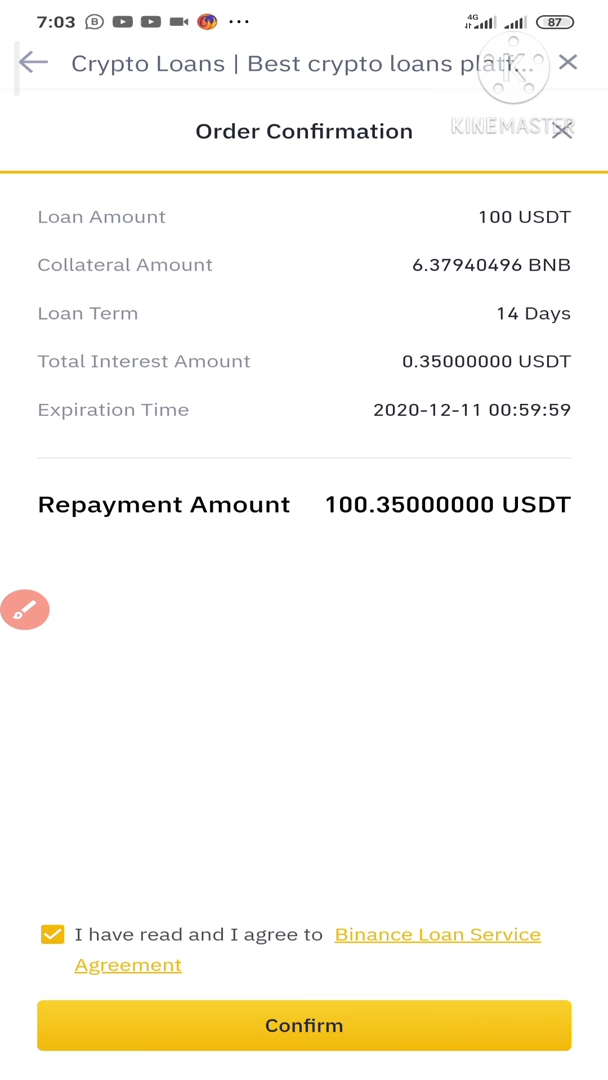 7:03 B ... 4G 87
Crypto Loans | Best crypto loans platf...
KINEMASTER
Order Confirmation
Loan Amount 100 USDT
Collateral Amount 6.37940496 BNB
Loan Term 14 Days
Total Interest Amount 0.35000000 USDT
Expiration Time 2020-12-11 00:59:59
Repayment Amount 100.35000000 USDT
I have read and I agree to Binance Loan Service
Agreement
Confirm